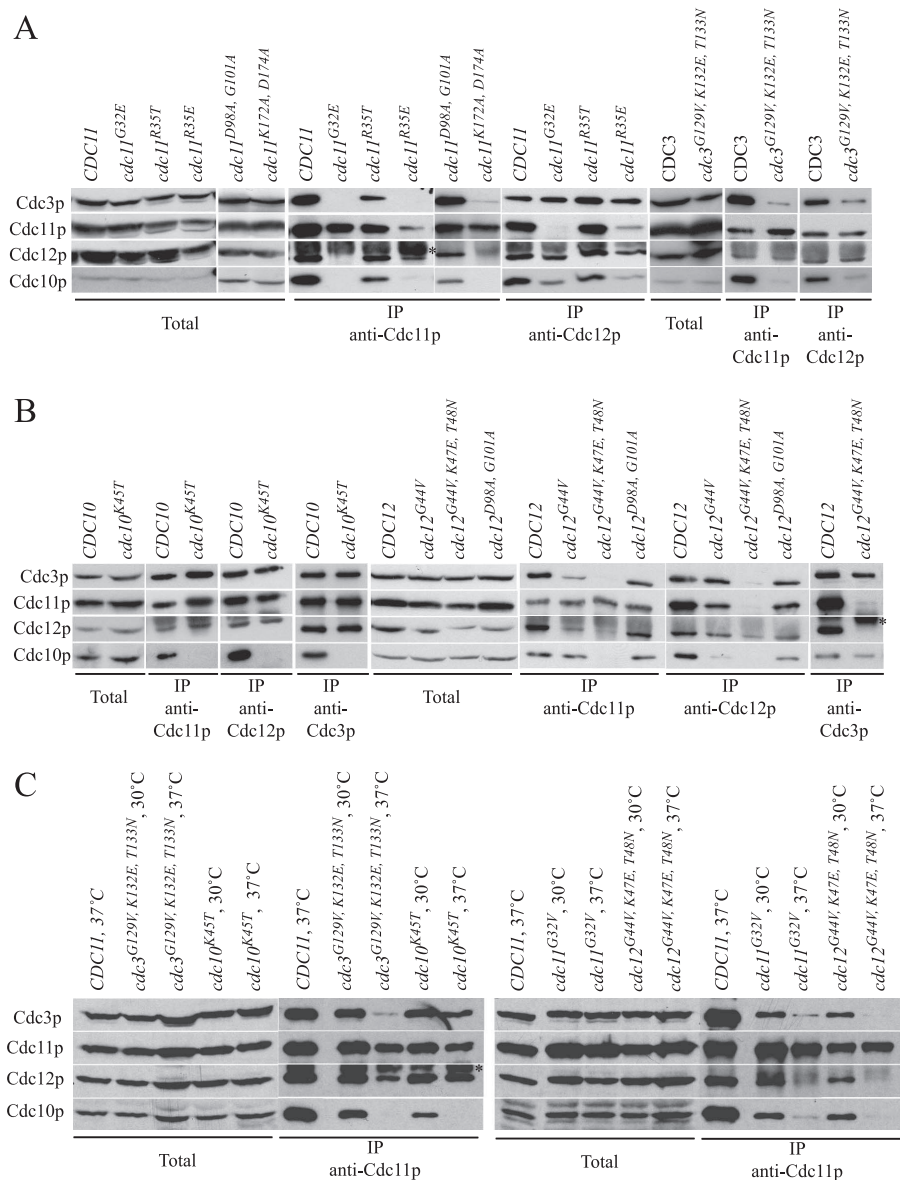 A
CDC11
cdc11G32E
cdc11R35T
cdc11R35E
cdc11D98A, G101A
cdc11K172A, D174A
CDC11
cdc11G32E
cdc11R35T
cdc11R35E
cdc11D98A, G101A
cdc11K172A, D174A
CDC11
cdc11G32E
cdc11R35T
cdc11R35E
CDC3
cdc3G129V, K132E, T133N
CDC3
cdc3G129V, K132E, T133N
CDC3
cdc3G129V, K132E, T133N
Cdc3p
Cdc11p
Cdc12p
*
Cdc10p
Total
IP
anti-Cdc11p
IP
anti-Cdc12p
Total
IP
anti-
Cdc11p
IP
anti-
Cdc12p
B
CDC10
cdc10K45T
CDC10
cdc10K45T
CDC10
cdc10K45T
CDC10
cdc10K45T
CDC12
cdc12G44V
cdc12G44V, K47E, T48N
cdc12D98A, G101A
CDC12
cdc12G44V
cdc12G44V, K47E, T48N
cdc12D98A, G101A
CDC12
cdc12G44V
cdc12G44V, K47E, T48N
cdc12D98A, G101A
CDC12
cdc12G44V, K47E, T48N
Cdc3p
Cdc11p
Cdc12p
*
Cdc10p
Total
IP
anti-
Cdc11p
IP
anti-
Cdc12p
IP
anti-
Cdc3p
Total
IP
anti-Cdc11p
IP
anti-Cdc12p
IP
anti-
Cdc3p
C
CDC11, 37˚C
cdc3G129V, K132E, T133N, 30˚C
cdc3G129V, K132E, T133N, 37˚C
cdc10K45T, 30˚C
cdc10K45T, 37˚C
CDC11, 37˚C
cdc3G129V, K132E, T133N, 30˚C
cdc3G129V, K132E, T133N, 37˚C
cdc10K45T, 30˚C
cdc10K45T, 37˚C
CDC11, 37˚C
cdc11G32V, 30˚C
cdc11G32V, 37˚C
cdc12G44V, K47E, T48N, 30˚C
cdc12G44V, K47E, T48N, 37˚C
CDC11, 37˚C
cdc11G32V, 30˚C
cdc11G32V, 37˚C
cdc12G44V, K47E, T48N, 30˚C
cdc12G44V, K47E, T48N, 37˚C
Cdc3p
Cdc11p
Cdc12p
*
Cdc10p
Total
IP
anti-Cdc11p
Total
IP
anti-Cdc11p